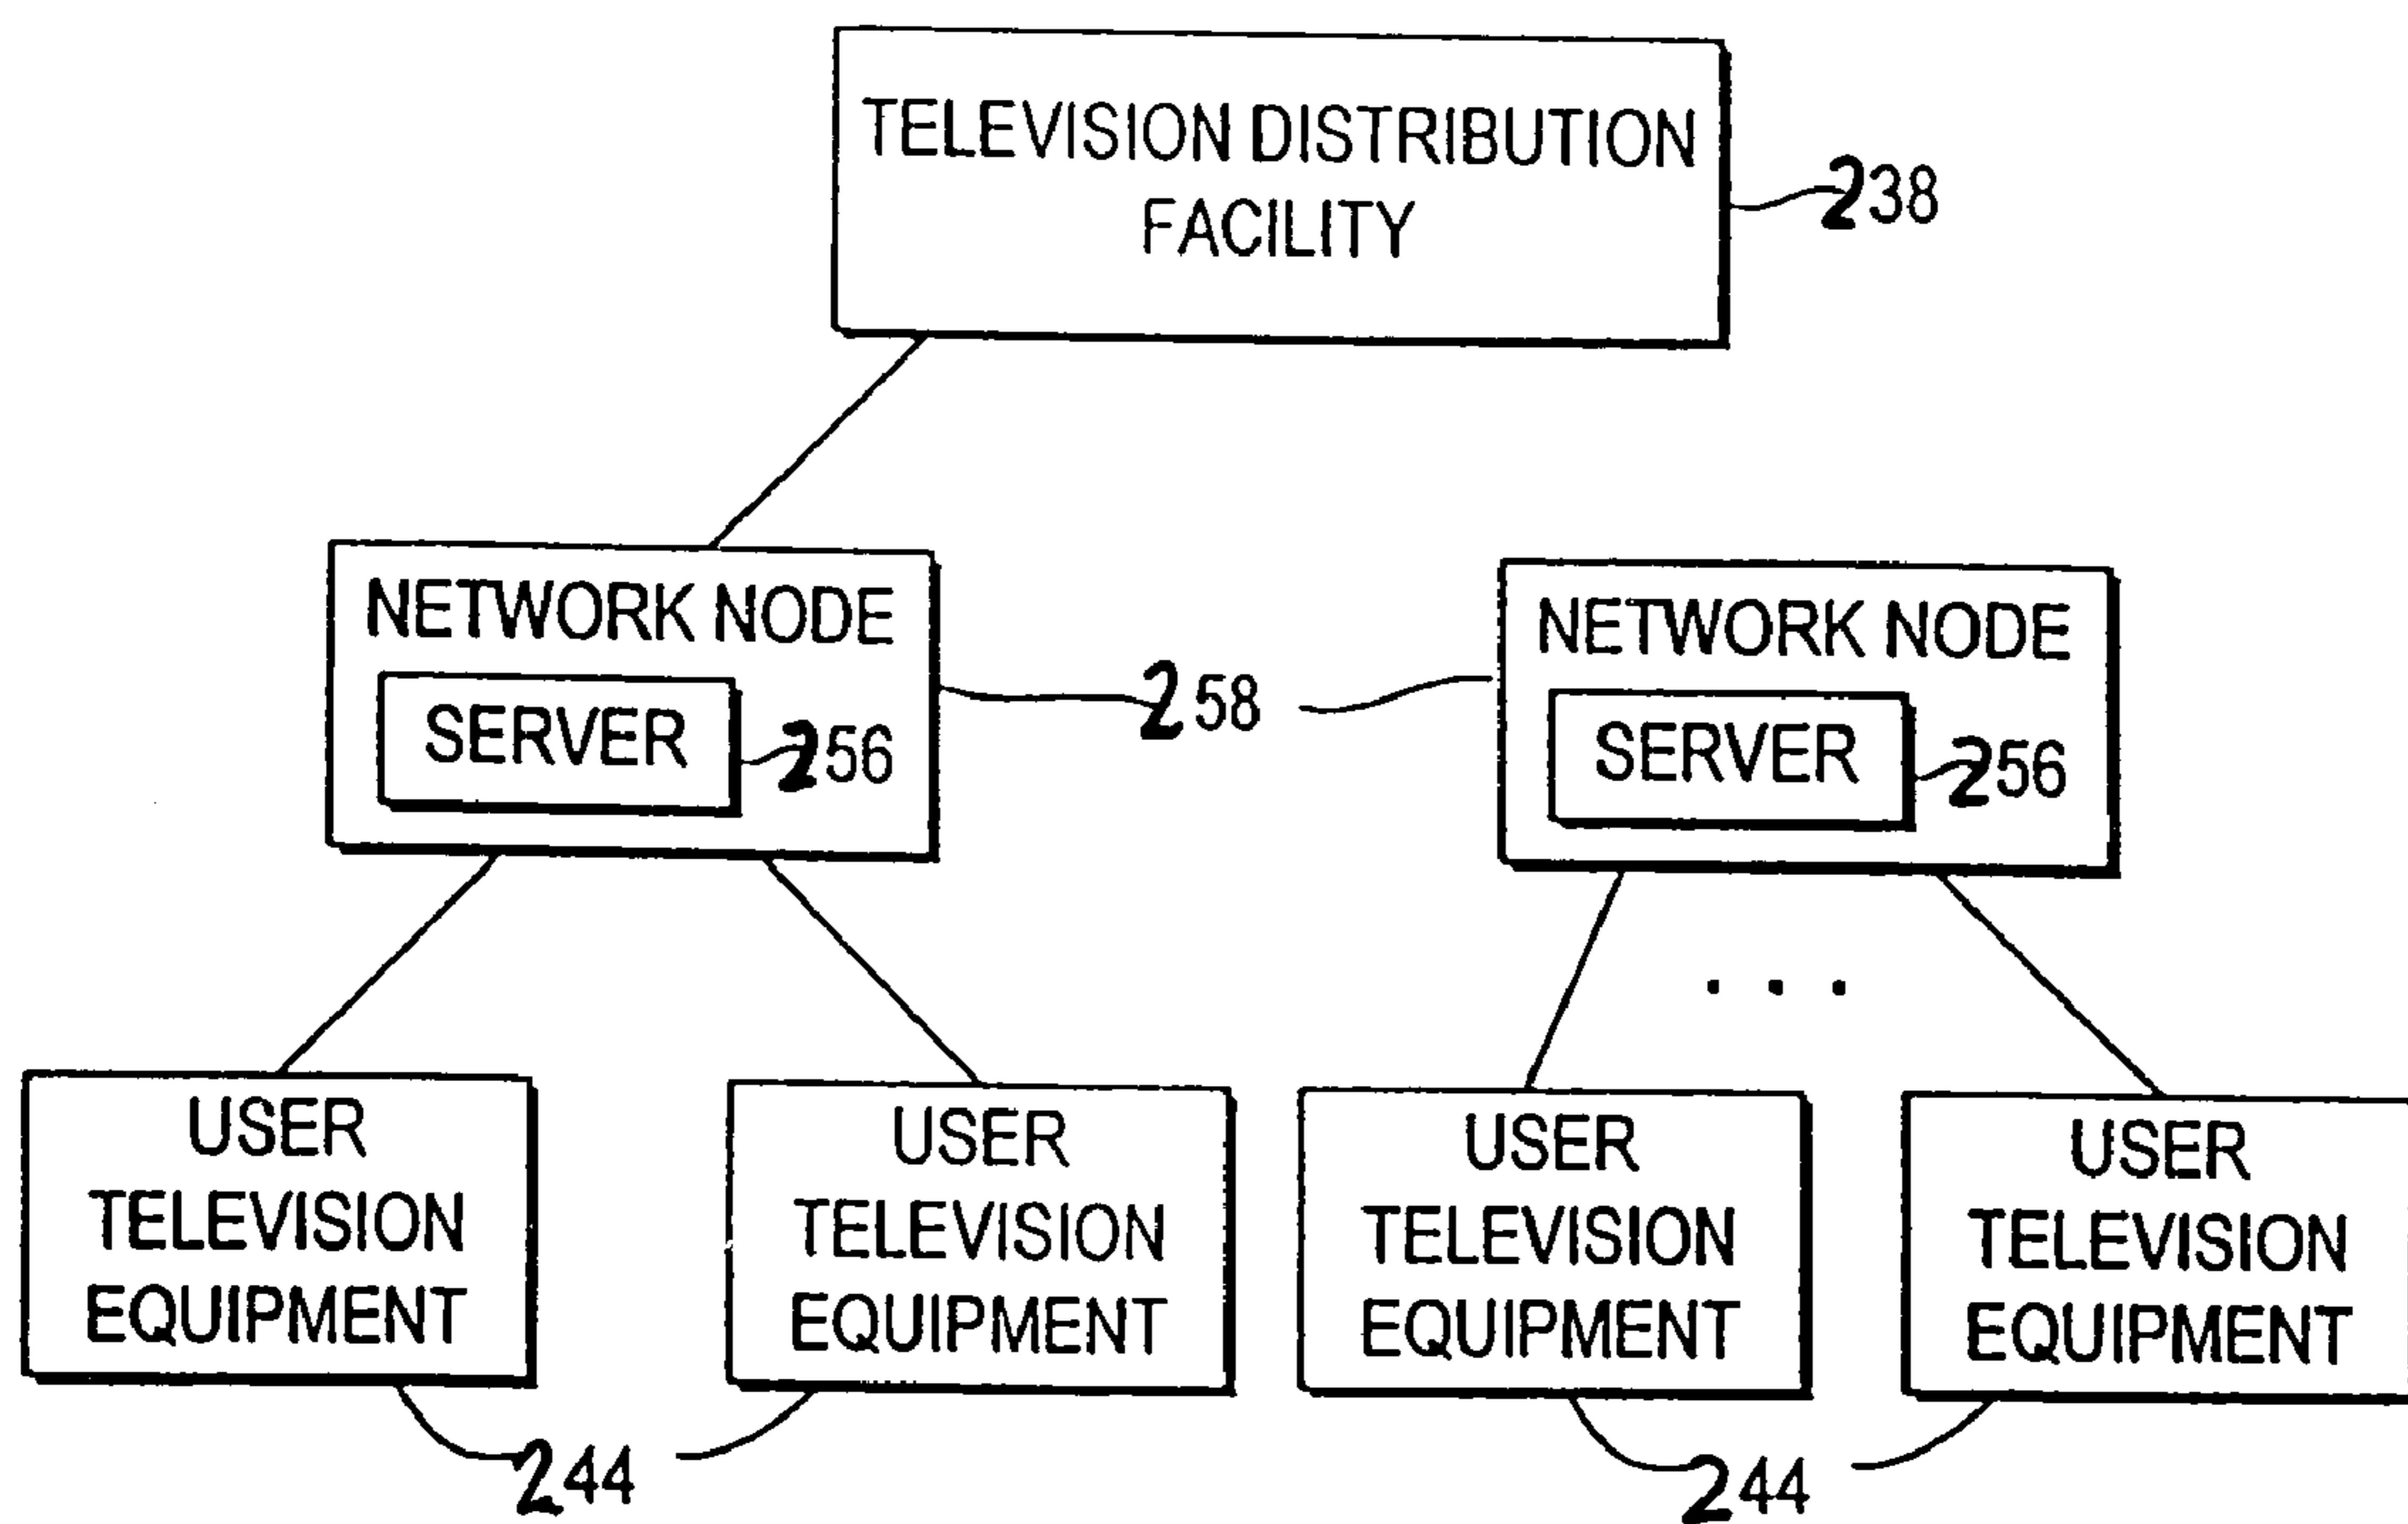 TELEVISION DISTRIBUTION
FACILITY
238
NETWORK NODE
SERVER
256
258
NETWORK NODE
SERVER
256
. . .
USER
TELEVISION
EQUIPMENT
USER
TELEVISION
EQUIPMENT
USER
TELEVISION
EQUIPMENT
USER
TELEVISION
EQUIPMENT
244
244